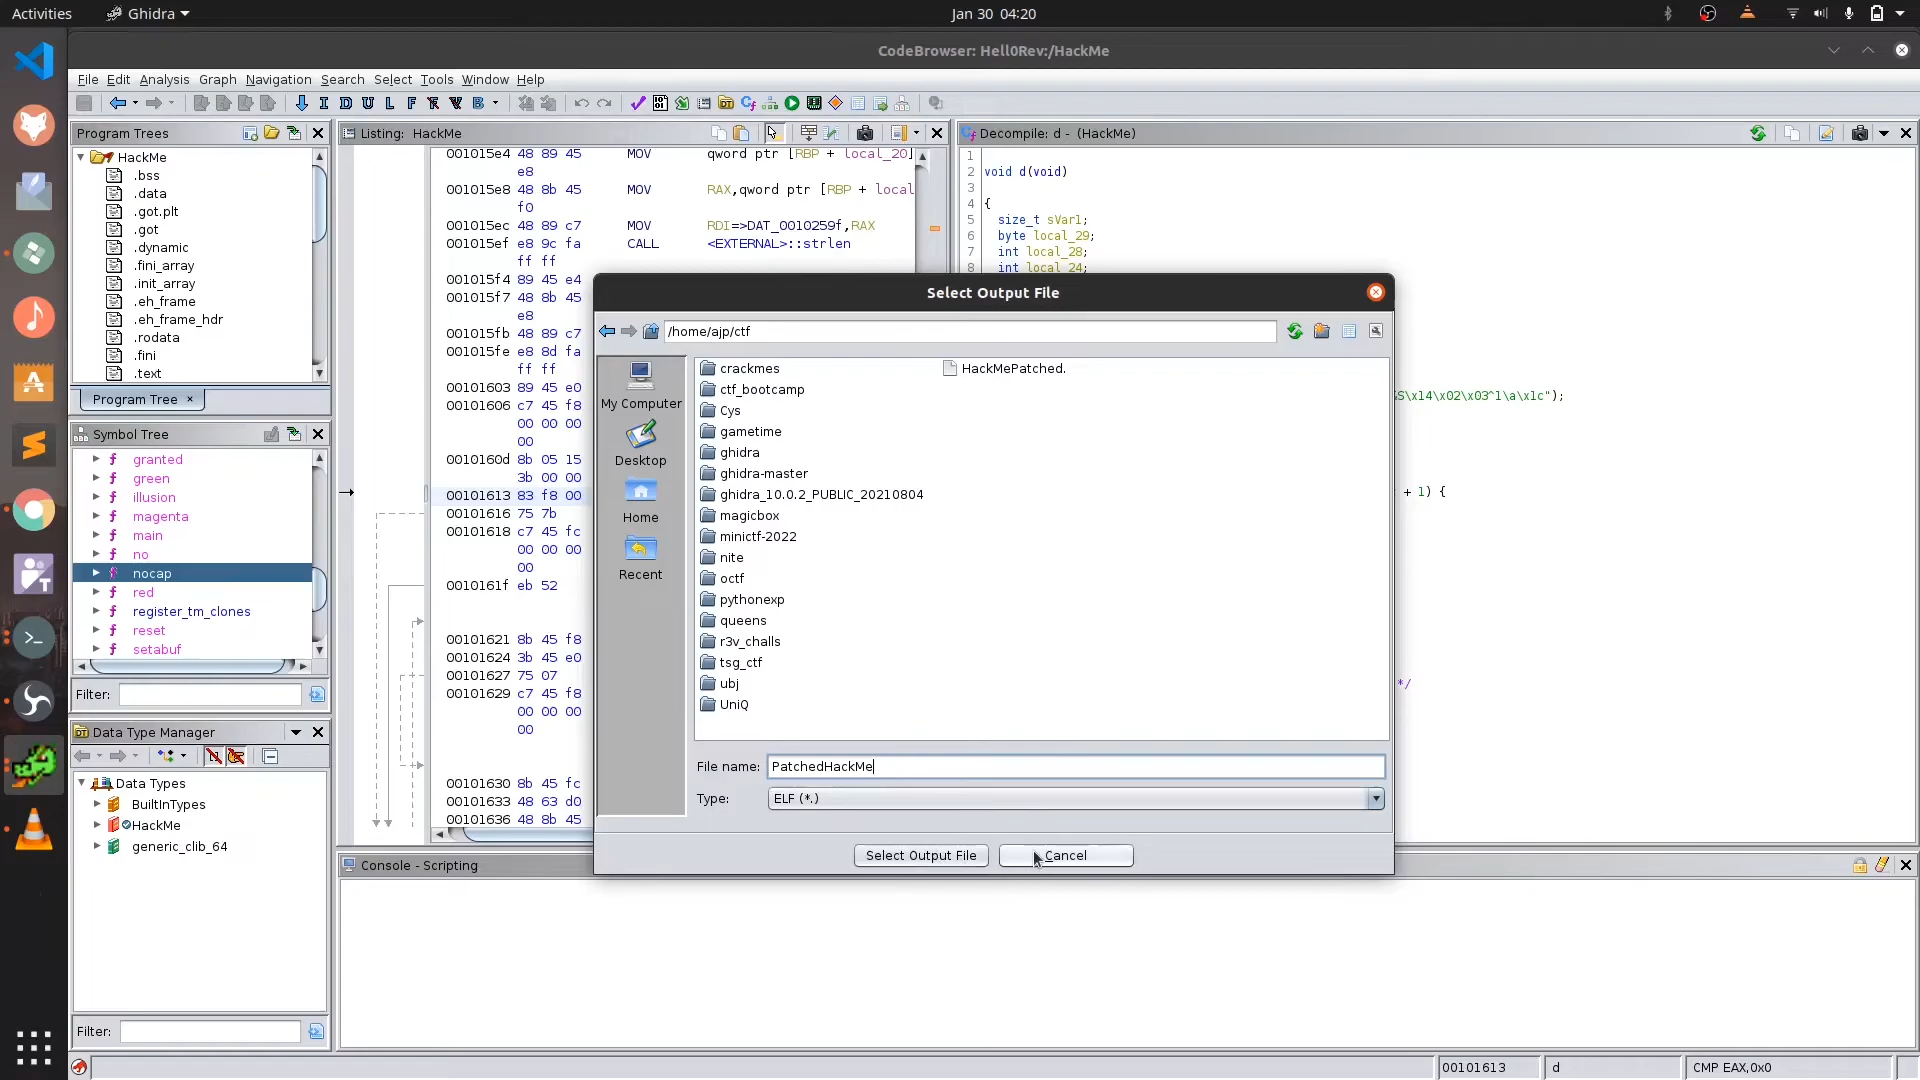 Activities
Ghidra
Jan 30 04:20
CodeBrowser: Hell0Rev:/HackMe
File Edit Analysis Graph Navigation Search Select Tools Window Help
I D U L F B
Program Trees
HackMe
.bss
.data
.got.plt
.got
.dynamic
.fini_array
.init_array
.eh_frame
.eh_frame_hdr
.rodata
.fini
.text
Program Tree ×
Symbol Tree
granted
green
illusion
magenta
main
no
nocap
red
register_tm_clones
reset
setabuf
Filter:
Data Type Manager
Data Types
BuiltInTypes
HackMe
generic_clib_64
Filter:
Listing: HackMe
001015e4 48 89 45 MOV qword ptr [RBP + local_20]
e8
001015e8 48 8b 45 MOV RAX,qword ptr [RBP + local
f0
001015ec 48 89 c7 MOV RDI=>DAT_0010259f,RAX
001015ef e8 9c fa CALL <EXTERNAL>::strlen
ff ff
001015f4 89 45 e4
001015f7 48 8b 45
e8
001015fb 48 89 c7
001015fe e8 8d fa
ff ff
00101603 89 45 e0
00101606 c7 45 f8
00 00 00
00
0010160d 8b 05 15
3b 00 00
00101613 83 f8 00
00101616 75 7b
00101618 c7 45 fc
00 00 00
00
0010161f eb 52
00101621 8b 45 f8
00101624 3b 45 e0
00101627 75 07
00101629 c7 45 f8
00 00 00
00
00101630 8b 45 fc
00101633 48 63 d0
00101636 48 8b 45
Decompile: d - (HackMe)
1
2 void d(void)
3
4 {
5 size_t sVar1;
6 byte local_29;
7 int local_28;
8 int local_24;
S\x14\x02\x03^l\a\x1c");
+ 1) {
*/
Select Output File
/home/ajp/ctf
My Computer
Desktop
Home
Recent
crackmes
ctf_bootcamp
Cys
gametime
ghidra
ghidra-master
ghidra_10.0.2_PUBLIC_20210804
magicbox
minictf-2022
nite
octf
pythonexp
queens
r3v_challs
tsg_ctf
ubj
UniQ
HackMePatched.
File name: PatchedHackMe
Type: ELF (*.)
Select Output File
Cancel
Console - Scripting
00101613
d
CMP EAX,0x0